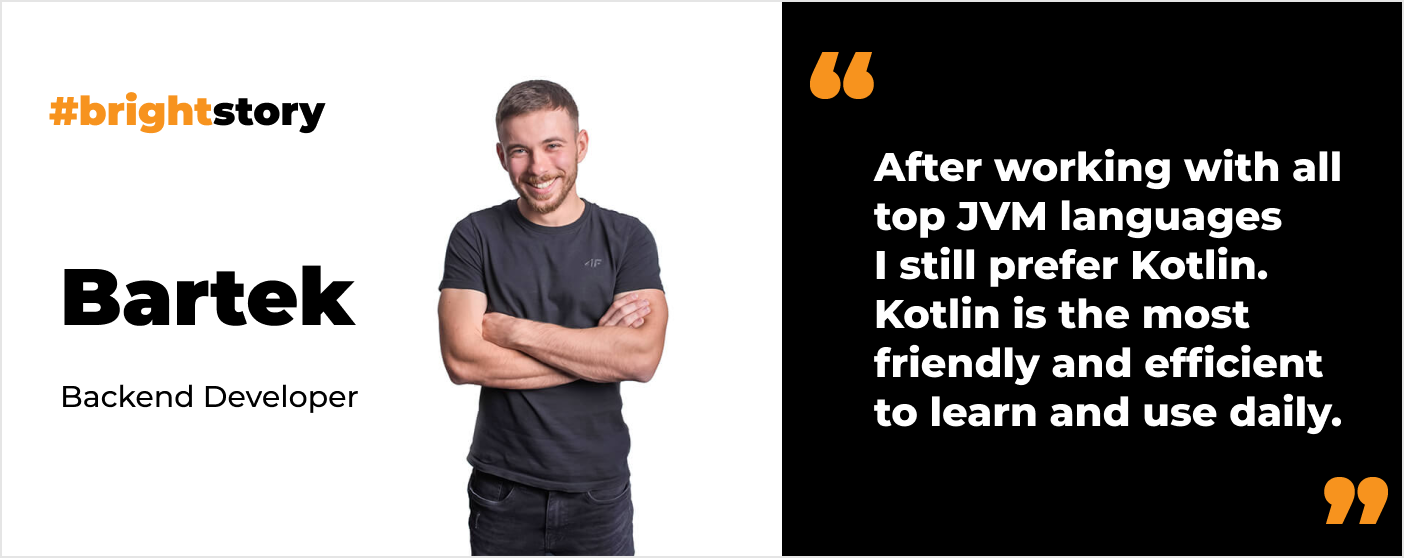 #brightstory
Bartek
Backend Developer
“
After working with all
top JVM languages
I still prefer Kotlin.
Kotlin is the most
friendly and efficient
to learn and use daily.
”
4F